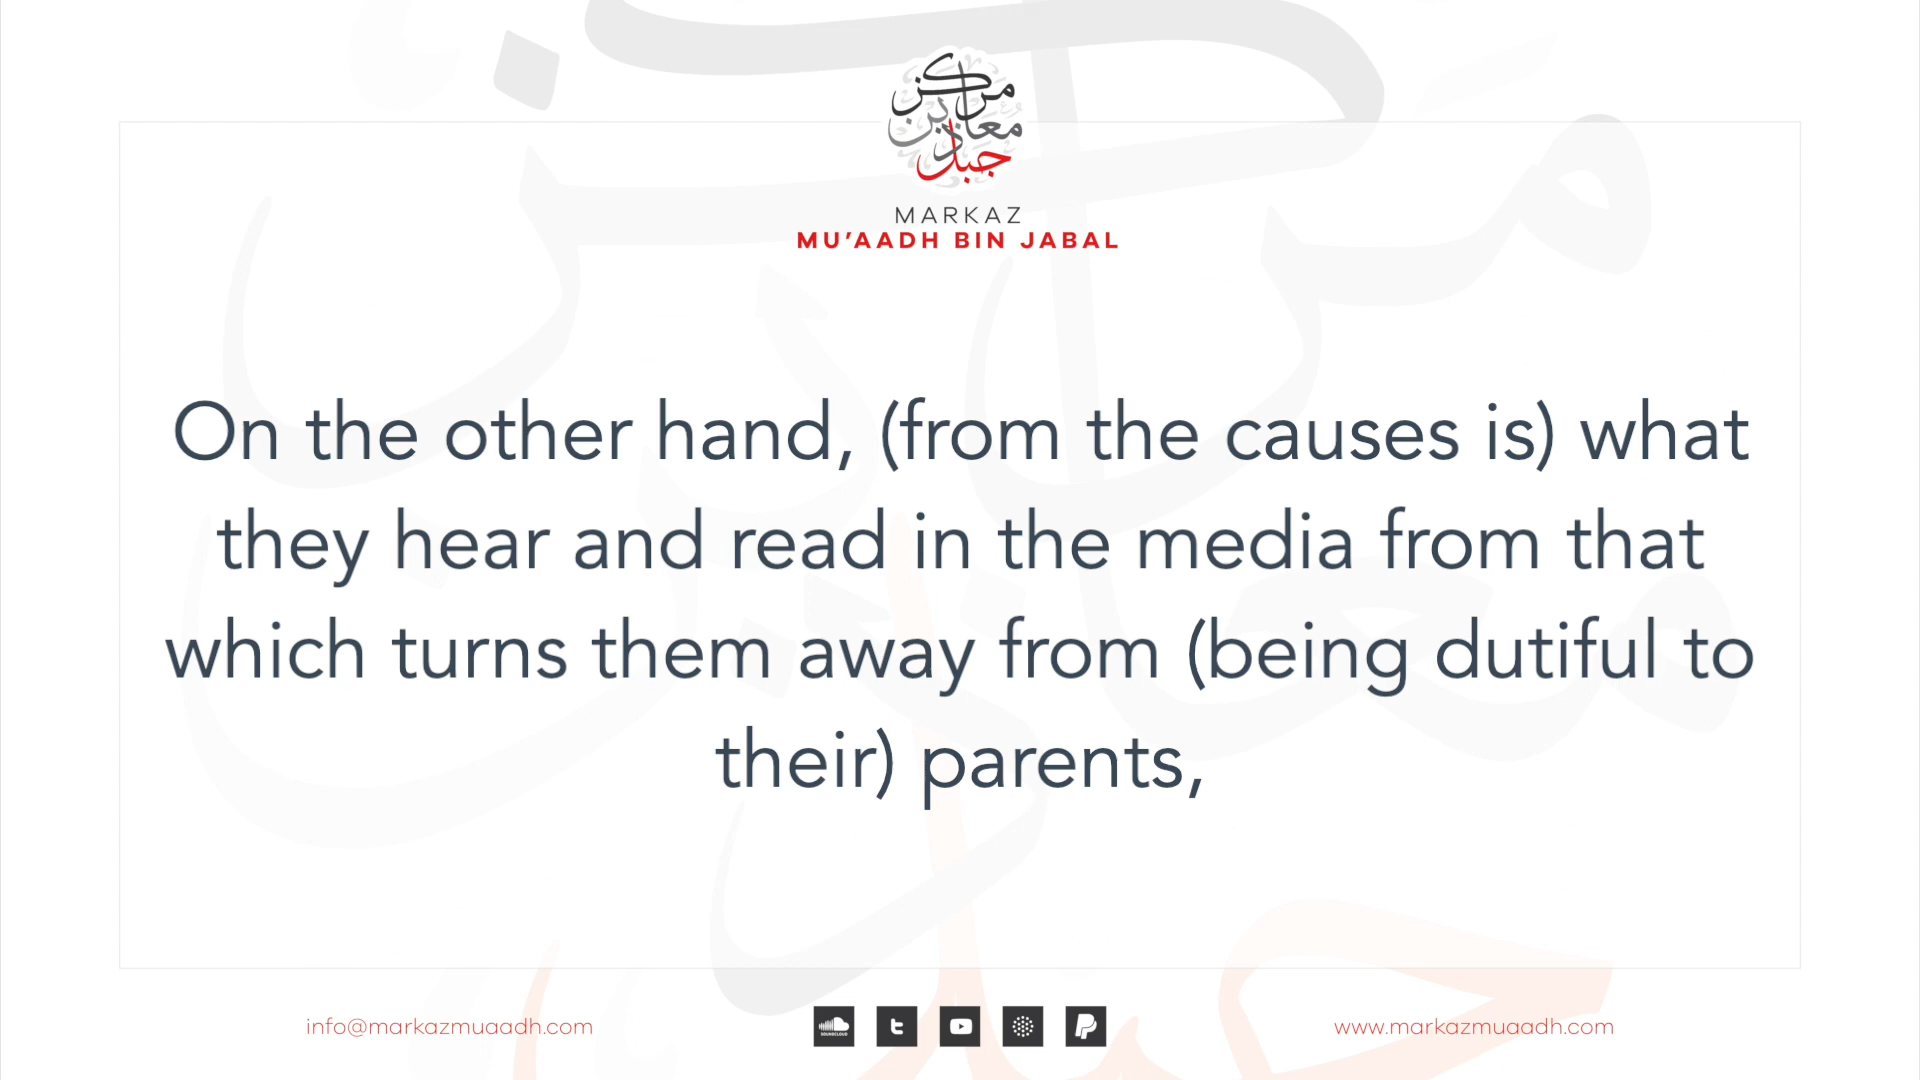 مركز
معاذ بن
جبل
MARKAZ
MU'AADH BIN JABAL
On the other hand, (from the causes is) what
they hear and read in the media from that
which turns them away from (being dutiful to
their) parents,
info@markazmuaadh.com
SOUNDCLOUD
www.markazmuaadh.com